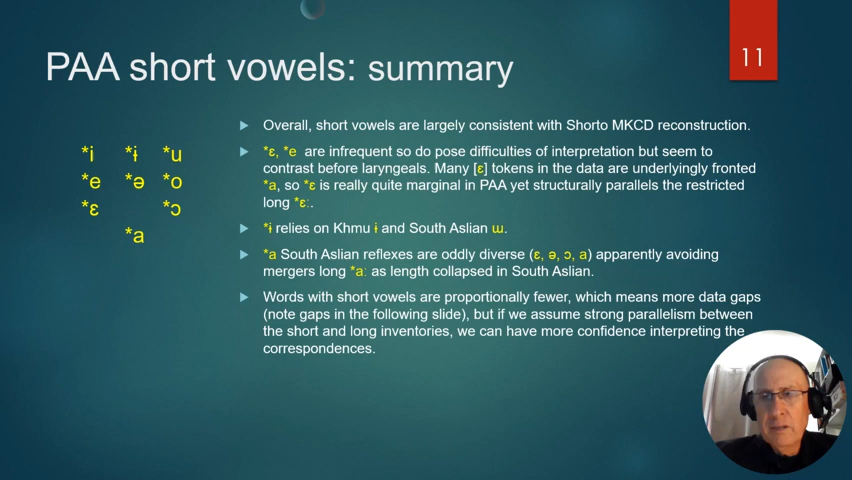 PAA short vowels: summary
11
*i *ɨ *u
*e *ə *o
*ɛ *ɔ
*a
Overall, short vowels are largely consistent with Shorto MKCD reconstruction.
*ɛ, *e are infrequent so do pose difficulties of interpretation but seem to
contrast before laryngeals. Many [ɛ] tokens in the data are underlyingly fronted
*a, so *ɛ is really quite marginal in PAA yet structurally parallels the restricted
long *ɛː.
*ɨ relies on Khmu ɨ and South Aslian ɯ.
*a South Aslian reflexes are oddly diverse (ɛ, ə, ɔ, a) apparently avoiding
mergers long *aː as length collapsed in South Aslian.
Words with short vowels are proportionally fewer, which means more data gaps
(note gaps in the following slide), but if we assume strong parallelism between
the short and long inventories, we can have more confidence interpreting the
correspondences.